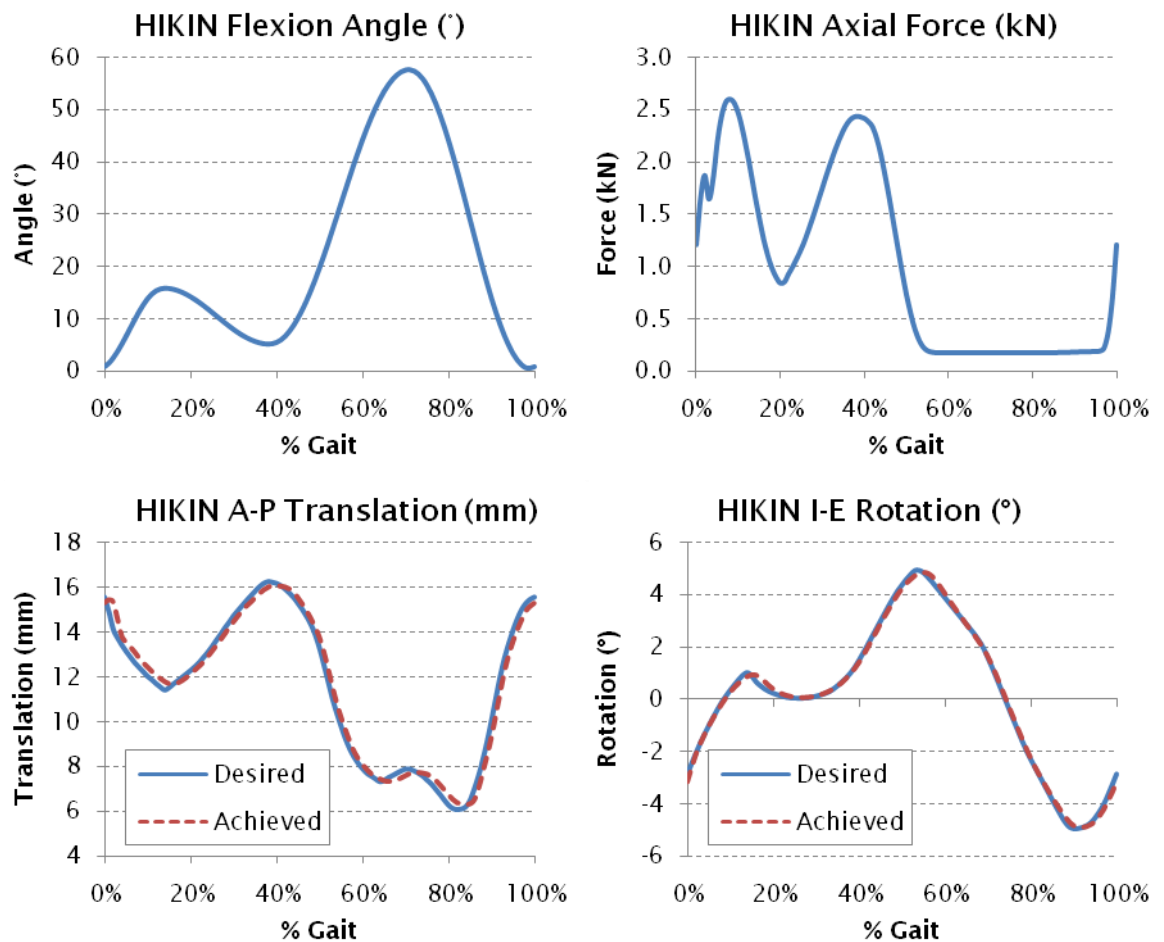 HIKIN Flexion Angle (˚)
60
50
40
30
20
10
0
Angle (˚)
0% 20% 40% 60% 80% 100%
% Gait
HIKIN Axial Force (kN)
3.0
2.5
2.0
1.5
1.0
0.5
0.0
Force (kN)
0% 20% 40% 60% 80% 100%
% Gait
HIKIN A-P Translation (mm)
18
16
14
12
10
8
6
4
Translation (mm)
Desired
Achieved
0% 20% 40% 60% 80% 100%
% Gait
HIKIN I-E Rotation (°)
6
4
2
0
-2
-4
-6
Rotation (°)
Desired
Achieved
0% 20% 40% 60% 80% 100%
% Gait